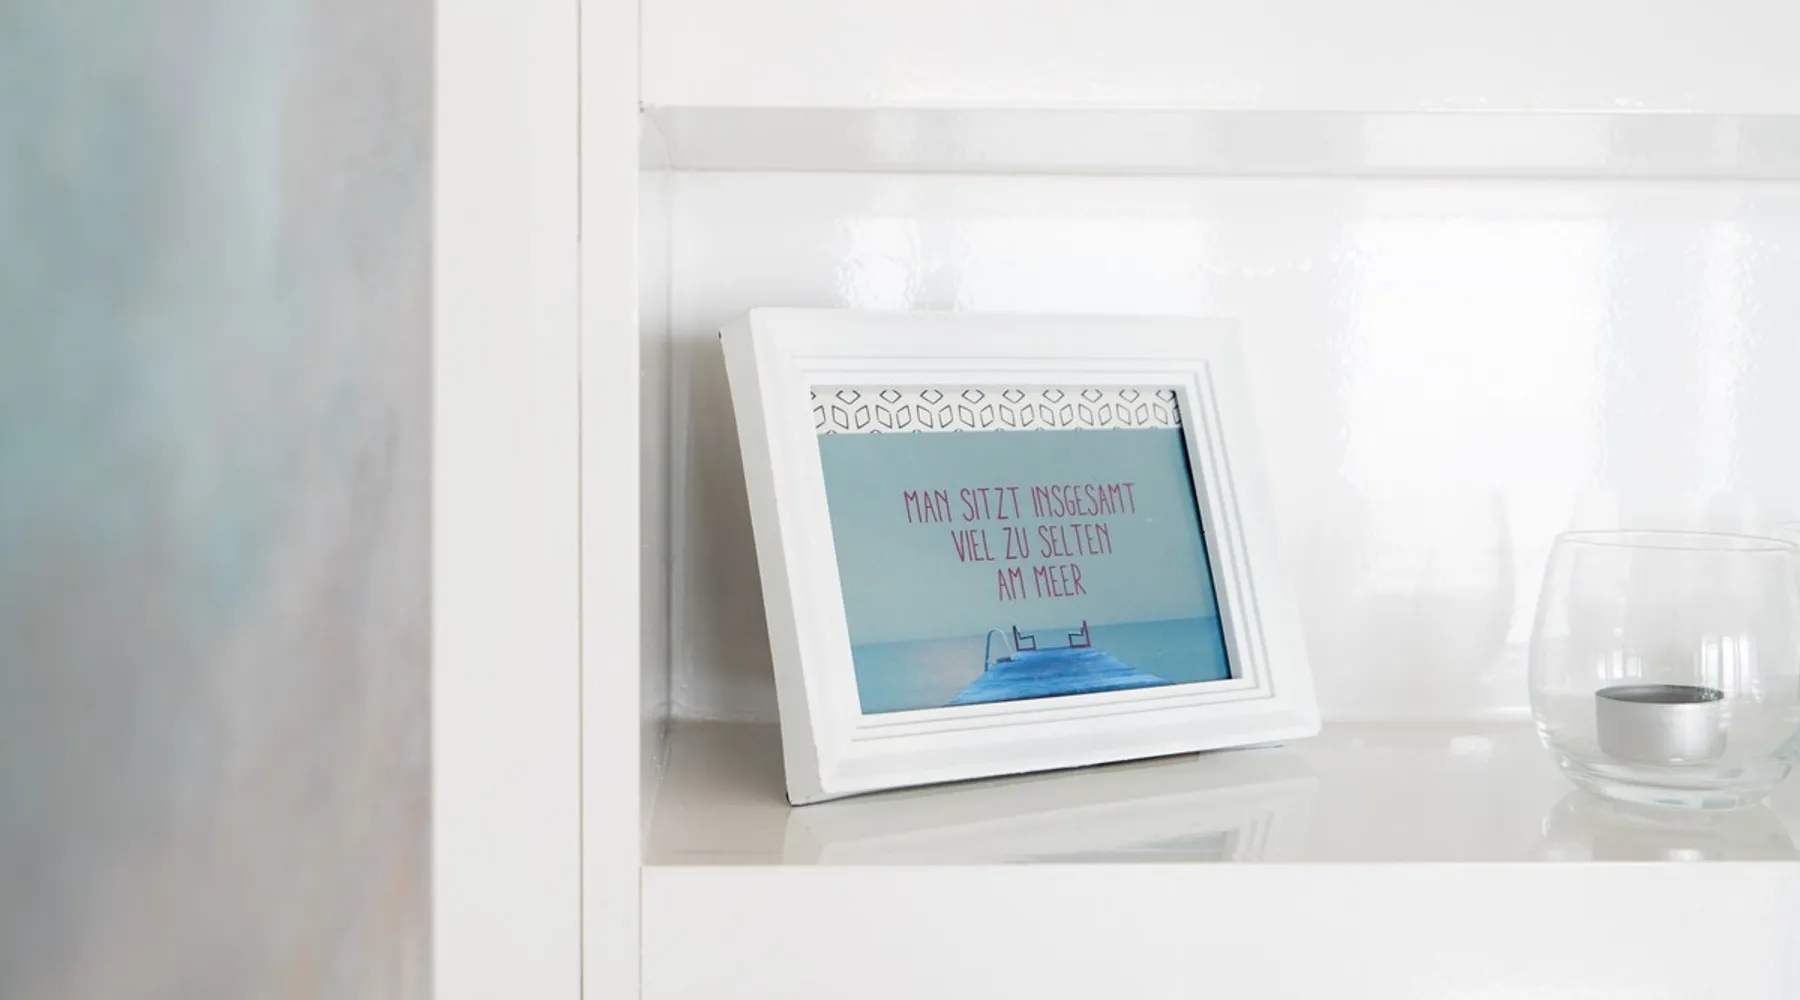 MAN SITZT INSGESAMT
VIEL ZU SELTEN
AM MEER